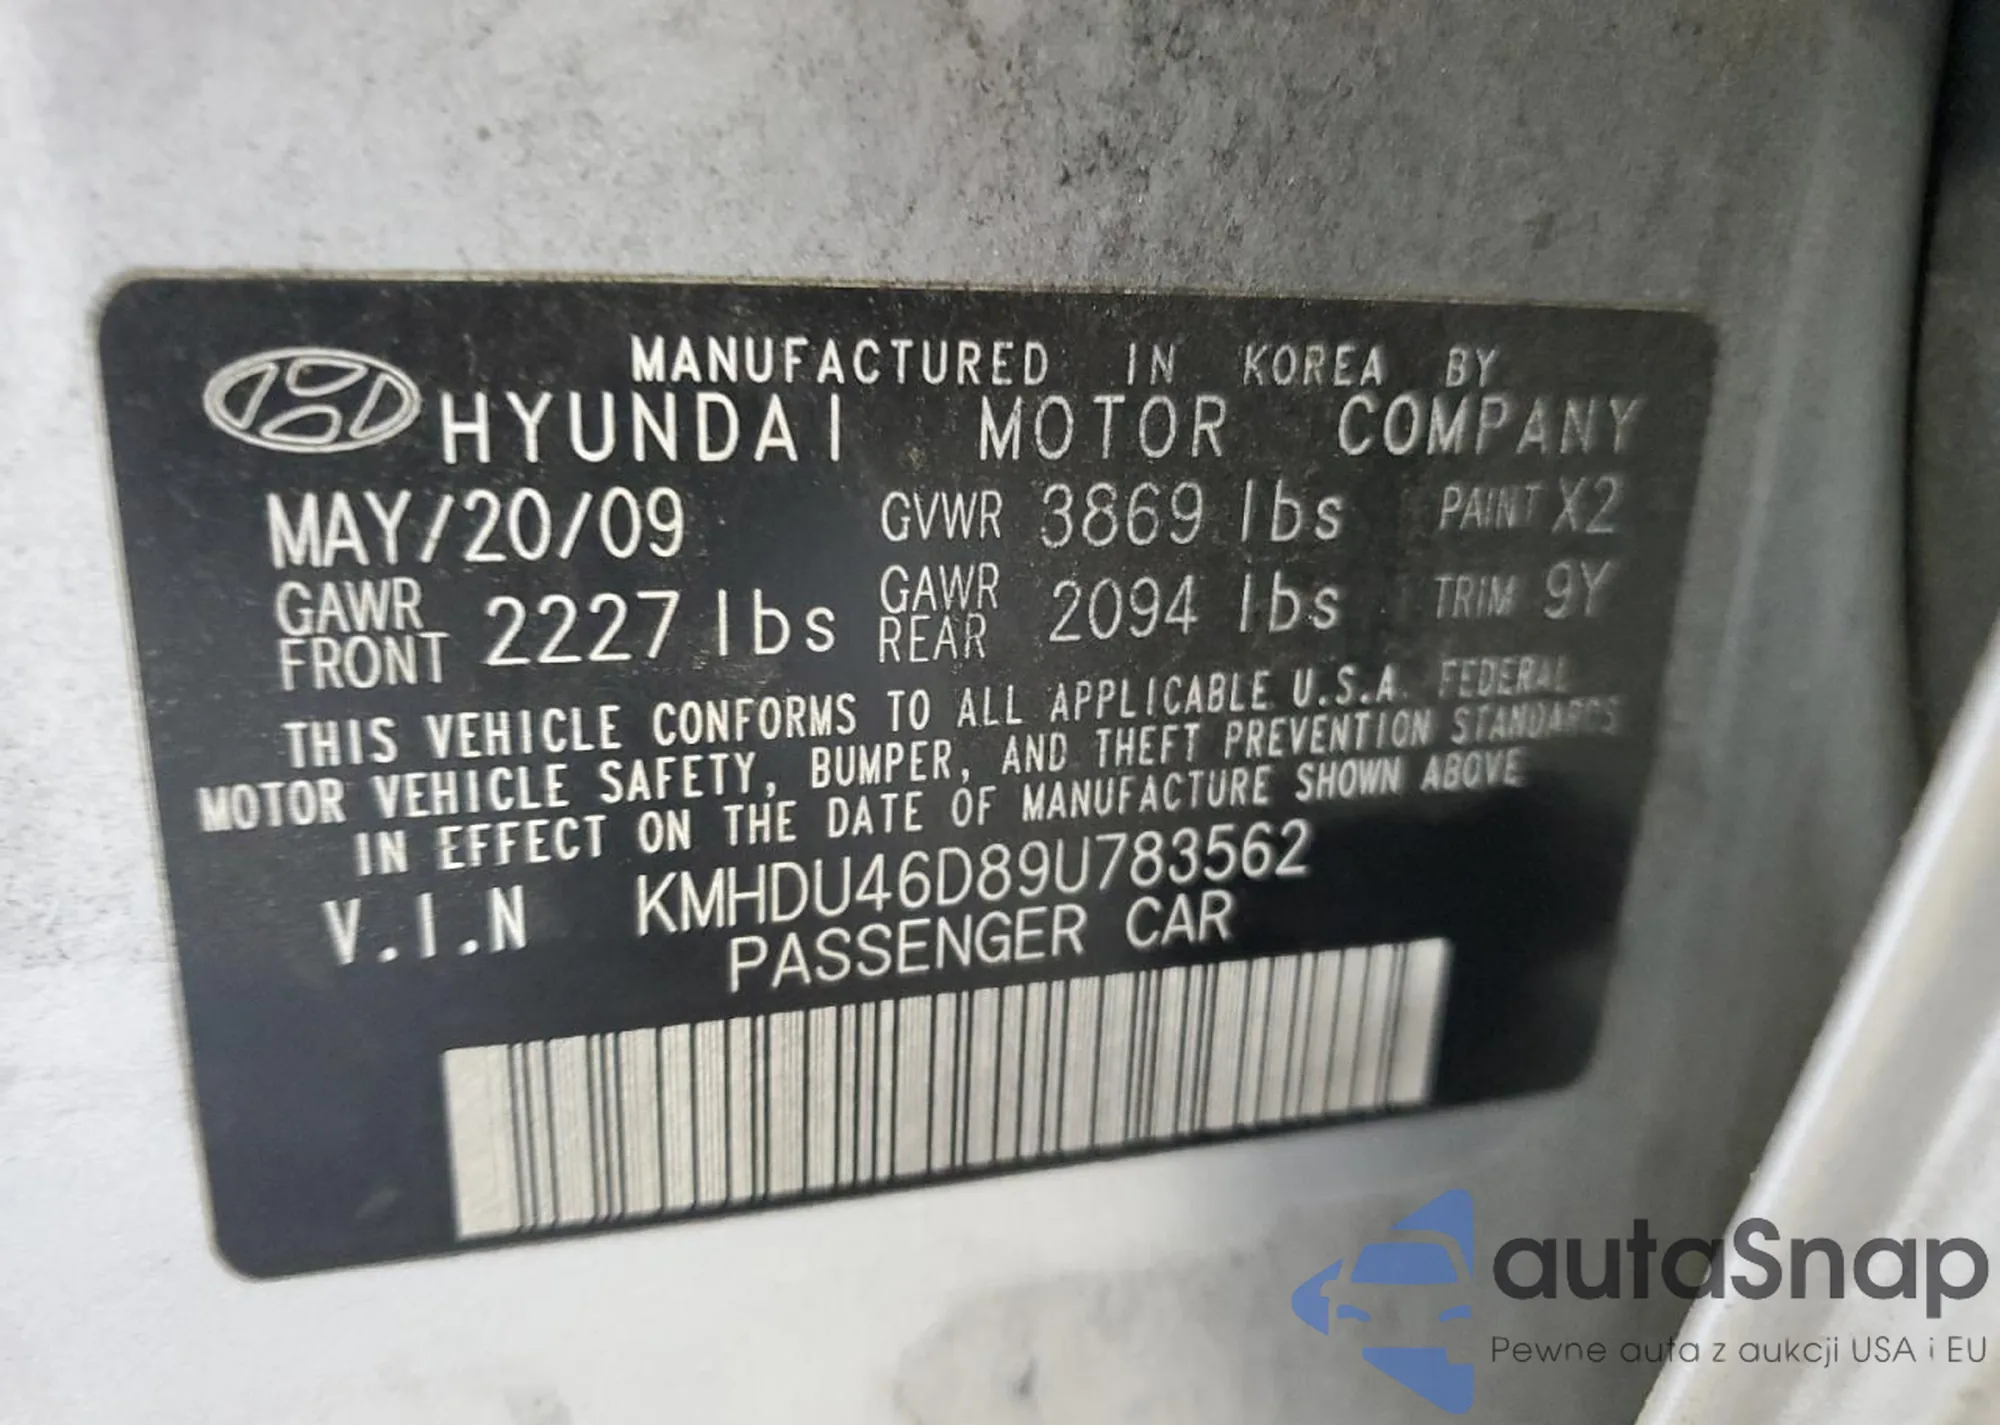 MANUFACTURED IN KOREA BY
HYUNDAI MOTOR COMPANY
MAY/20/09 GVWR 3869 lbs PAINT X2
GAWR FRONT 2227 lbs GAWR REAR 2094 lbs TRIM 9Y
THIS VEHICLE CONFORMS TO ALL APPLICABLE U.S.A. FEDERAL
MOTOR VEHICLE SAFETY, BUMPER, AND THEFT PREVENTION STANDARDS
IN EFFECT ON THE DATE OF MANUFACTURE SHOWN ABOVE
V.I.N KMHDU46D89U783562
PASSENGER CAR
autaSnap
Pewne auta z aukcji USA i EU